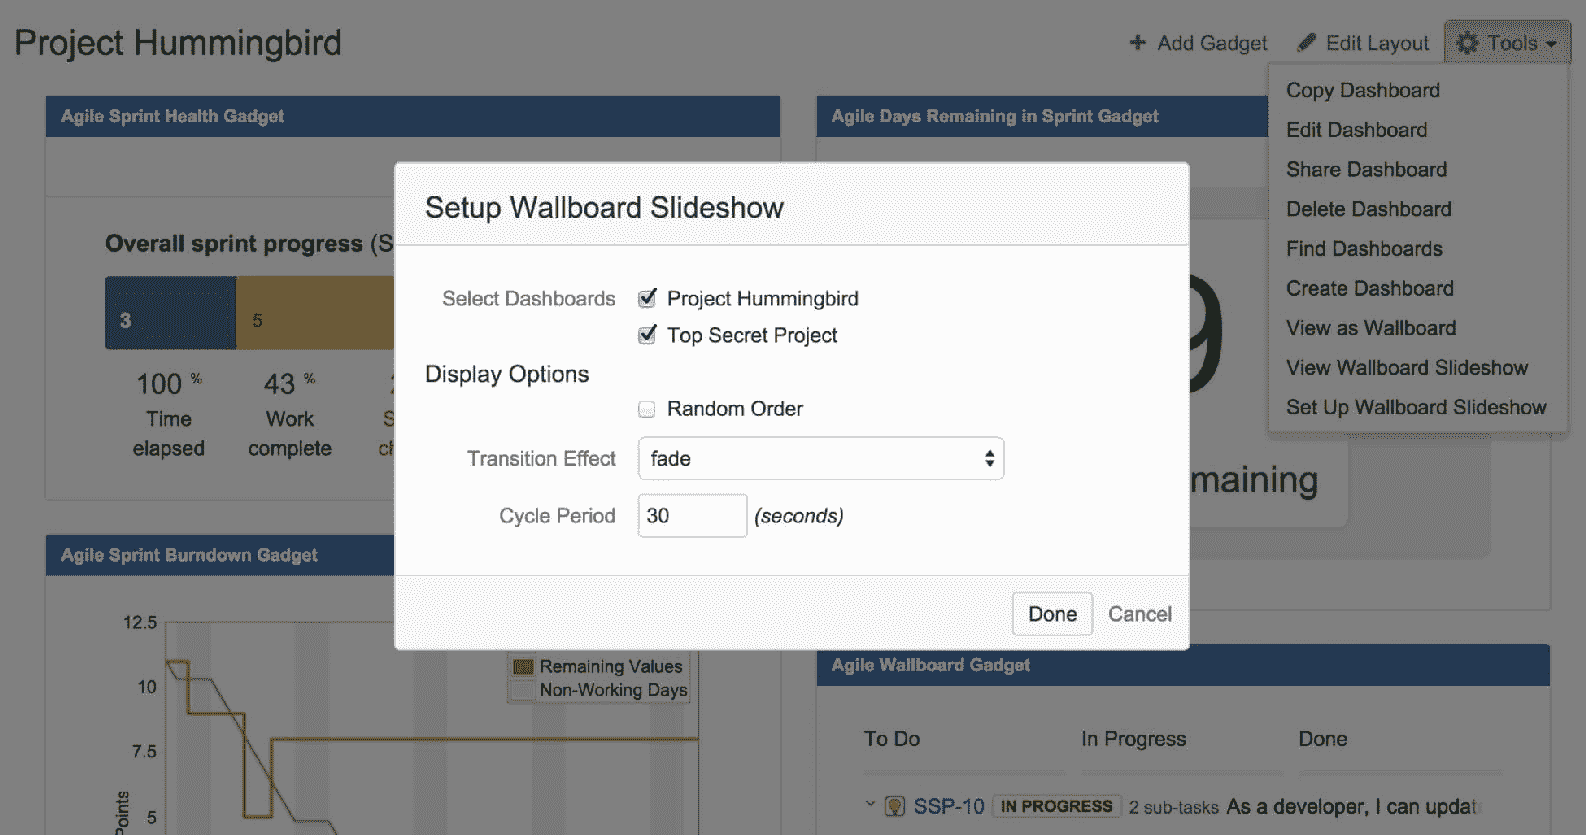 Project Hummingbird
Add Gadget
Edit Layout
Tools
Copy Dashboard
Edit Dashboard
Share Dashboard
Delete Dashboard
Find Dashboards
Create Dashboard
View as Wallboard
View Wallboard Slideshow
Set Up Wallboard Slideshow
Agile Sprint Health Gadget
Agile Days Remaining in Sprint Gadget
Overall sprint progress (S
3
5
100 %
43 %
Time
Work
elapsed
complete
9
maining
Setup Wallboard Slideshow
Select Dashboards
Project Hummingbird
Top Secret Project
Display Options
Random Order
Transition Effect
fade
Cycle Period
30
(seconds)
Done
Cancel
Agile Sprint Burndown Gadget
12.5
10
7.5
5
Points
Remaining Values
Non-Working Days
Agile Wallboard Gadget
To Do
In Progress
Done
SSP-10 IN PROGRESS 2 sub-tasks As a developer, I can updat